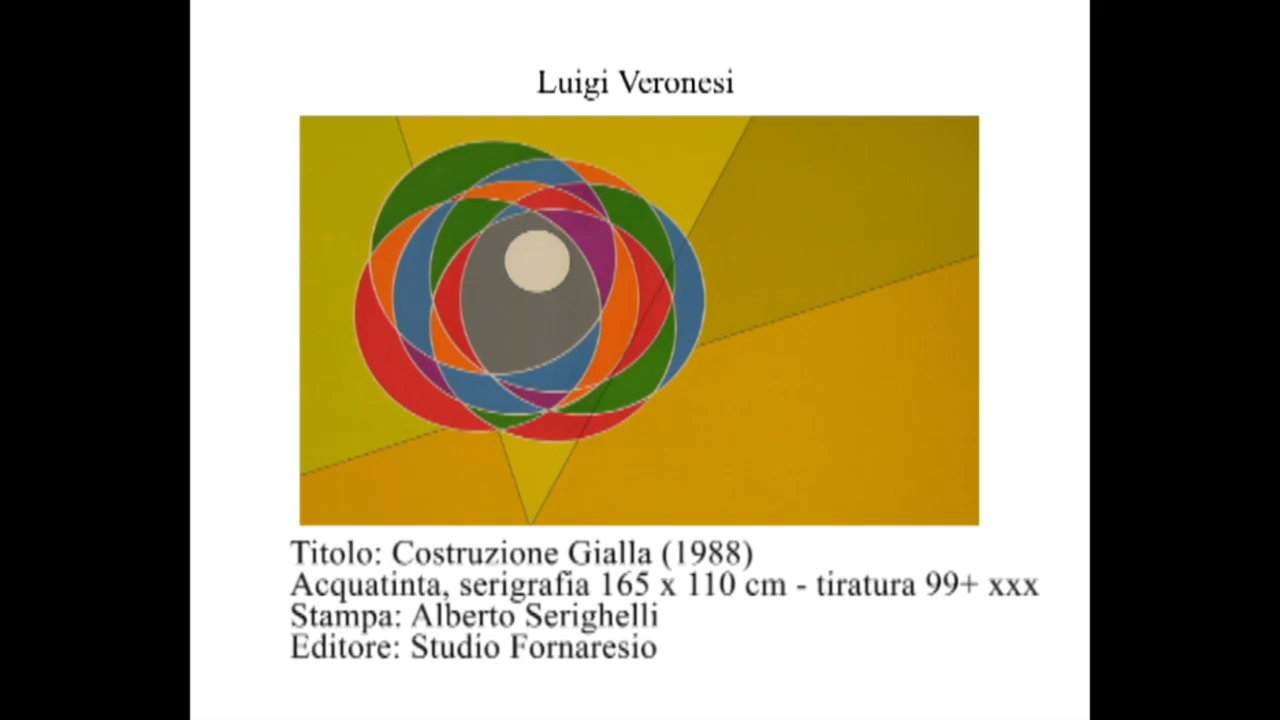 Luigi Veronesi
Titolo: Costruzione Gialla (1988)
Acquatinta, serigrafia 165 x 110 cm - tiratura 99+ xxx
Stampa: Alberto Serighelli
Editore: Studio Fornaresio